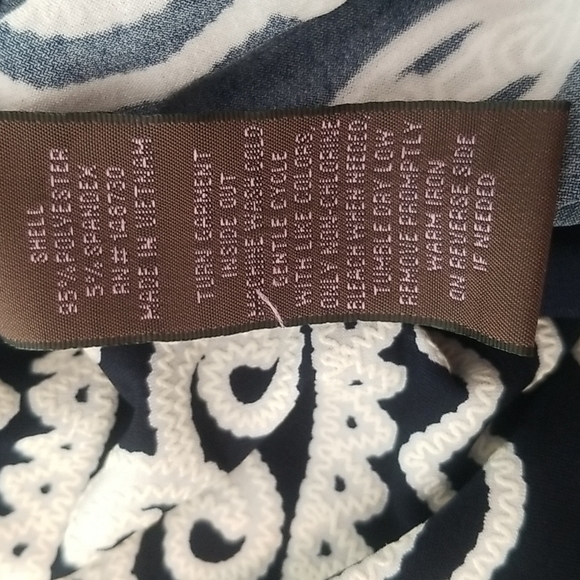 SHELL
95% POLYESTER
5% SPANDEX
RN# 108730
MADE IN VIETNAM
TURN GARMENT
INSIDE OUT
MACHINE WASH COLD
GENTLE CYCLE
WITH LIKE COLORS,
ONLY NON-CHLORINE
BLEACH WHEN NEEDED,
TUMBLE DRY LOW
REMOVE PROMPTLY
WARM IRON
ON REVERSE SIDE
IF NEEDED